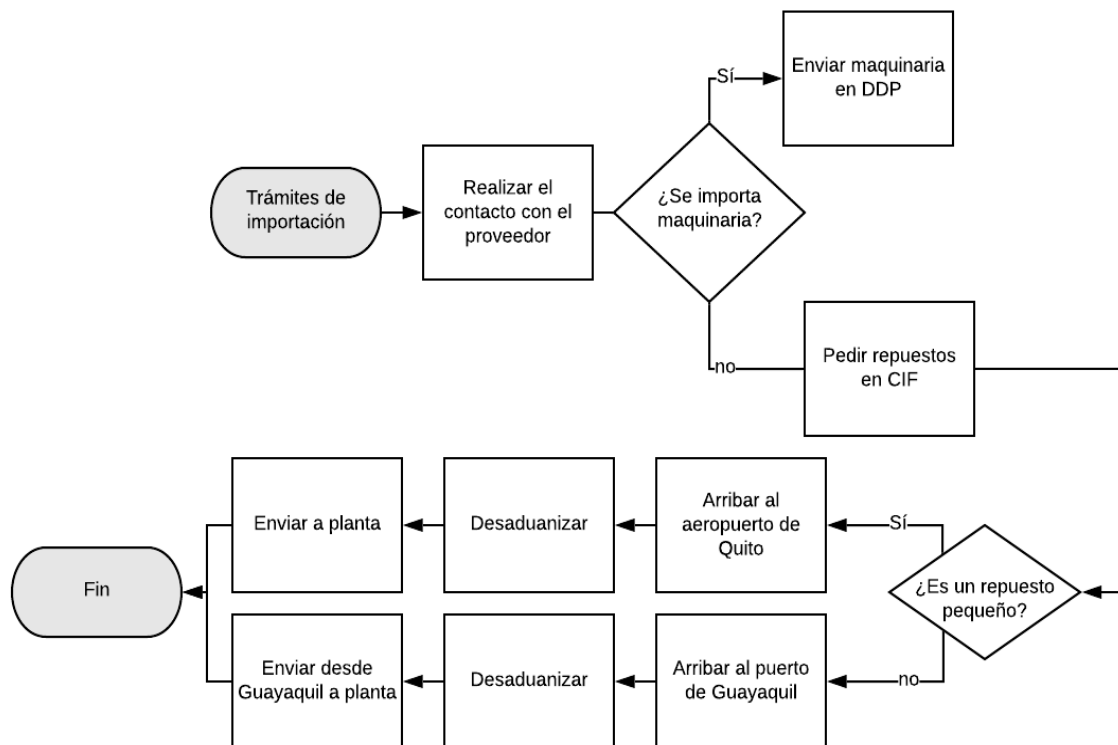 Trámites de
importación
Realizar el
contacto con el
proveedor
¿Se importa
maquinaria?
Sí
Enviar maquinaria
en DDP
no
Pedir repuestos
en CIF
¿Es un repuesto
pequeño?
Sí
Arribar al
aeropuerto de
Quito
Desaduanizar
Enviar a planta
no
Arribar al puerto
de Guayaquil
Desaduanizar
Enviar desde
Guayaquil a planta
Fin